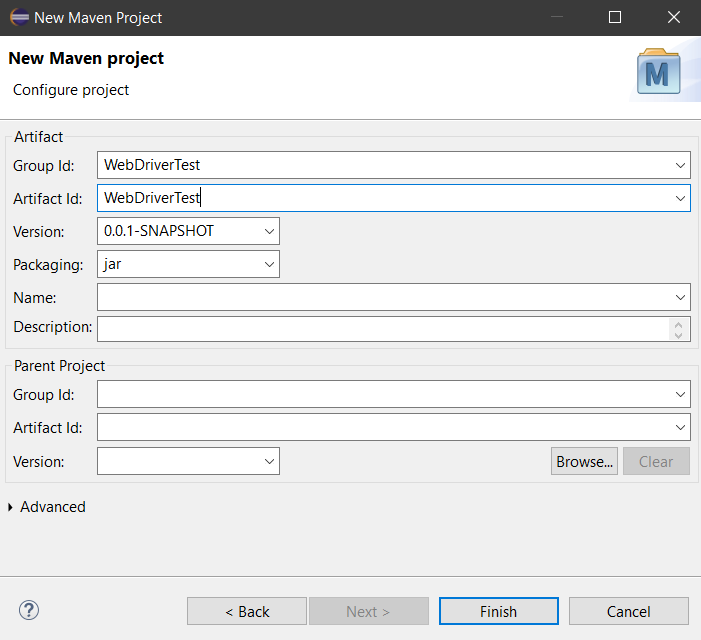 New Maven Project
New Maven project
Configure project
M
Artifact
Group Id: WebDriverTest
Artifact Id: WebDriverTest
Version: 0.0.1-SNAPSHOT
Packaging: jar
Name:
Description:
Parent Project
Group Id:
Artifact Id:
Version: Browse... Clear
Advanced
? < Back Next > Finish Cancel